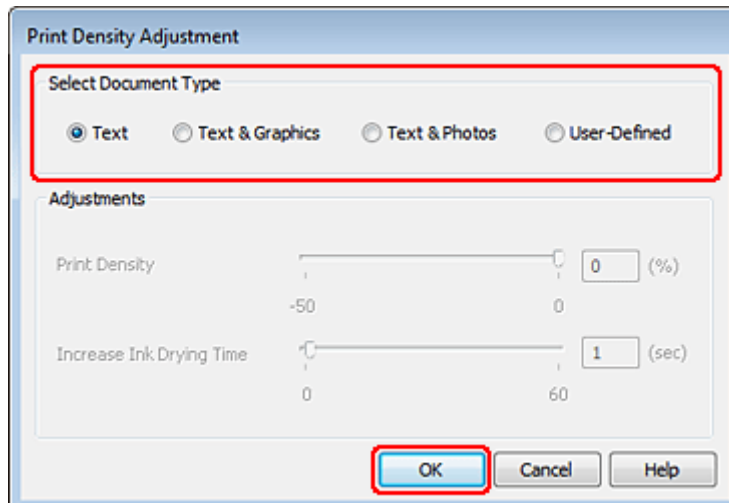 Print Density Adjustment
Select Document Type
Text Text & Graphics Text & Photos User-Defined
Adjustments
Print Density 0 (%)
-50 0
Increase Ink Drying Time 1 (sec)
0 60
OK Cancel Help